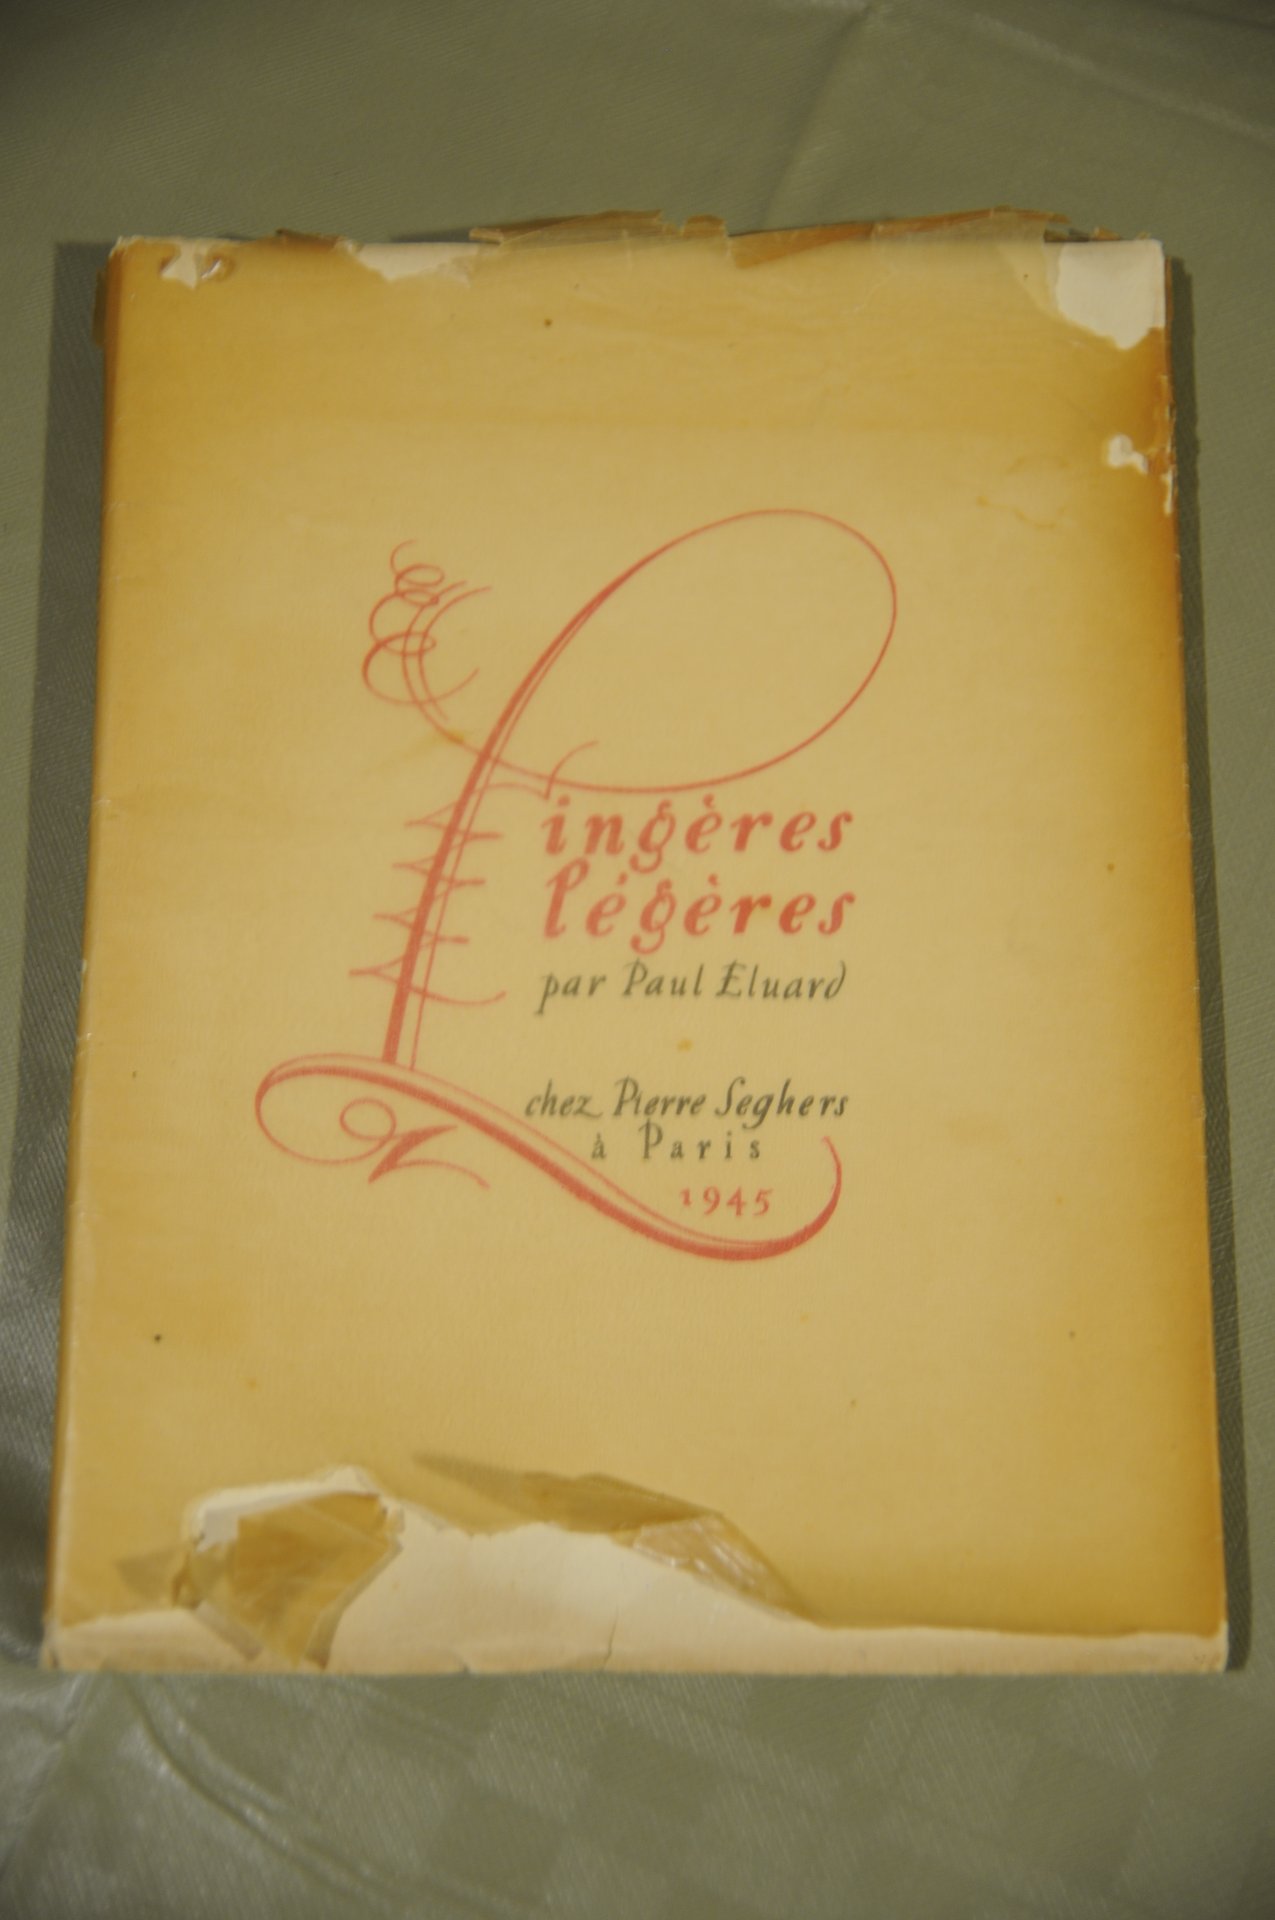 Lingères
légères
par Paul Eluard
chez Pierre Seghers
à Paris
1945